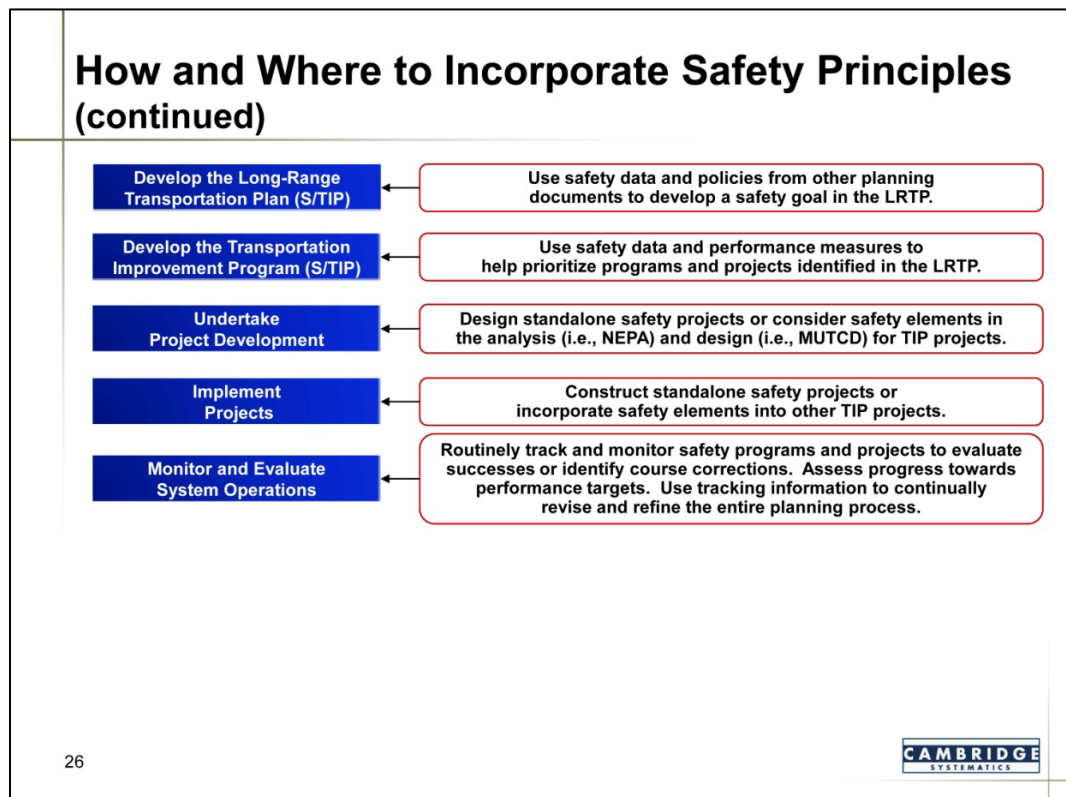 How and Where to Incorporate Safety Principles
(continued)
Develop the Long-Range
Transportation Plan (S/TIP)
Use safety data and policies from other planning
documents to develop a safety goal in the LRTP.
Develop the Transportation
Improvement Program (S/TIP)
Use safety data and performance measures to
help prioritize programs and projects identified in the LRTP.
Undertake
Project Development
Design standalone safety projects or consider safety elements in
the analysis (i.e., NEPA) and design (i.e., MUTCD) for TIP projects.
Implement
Projects
Construct standalone safety projects or
incorporate safety elements into other TIP projects.
Monitor and Evaluate
System Operations
Routinely track and monitor safety programs and projects to evaluate
successes or identify course corrections.  Assess progress towards
performance targets.  Use tracking information to continually
revise and refine the entire planning process.
26
CAMBRIDGE
SYSTEMATICS